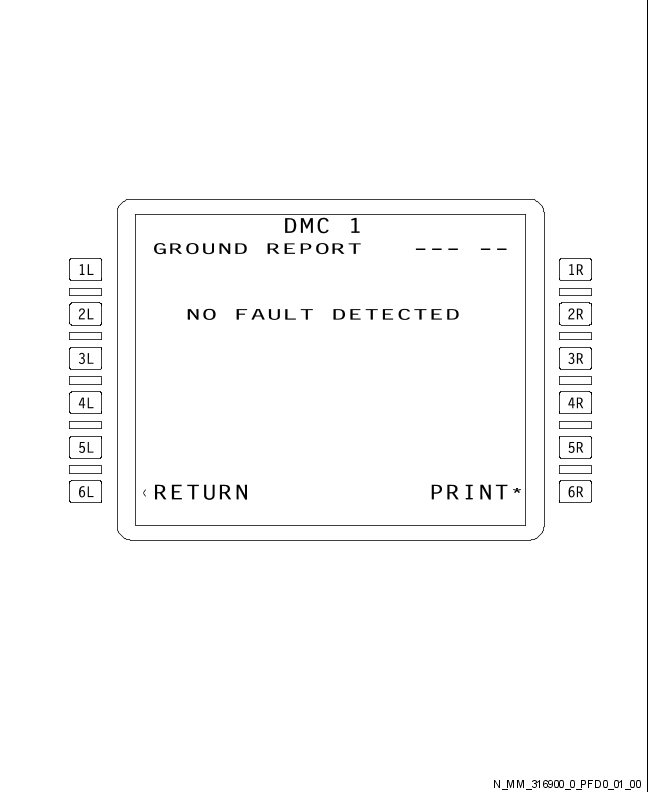 DMC 1
GROUND REPORT --- --
1L 1R
2L NO FAULT DETECTED 2R
3L 3R
4L 4R
5L 5R
6L ‹RETURN PRINT* 6R
N_MM_316900_0_PFD0_01_00